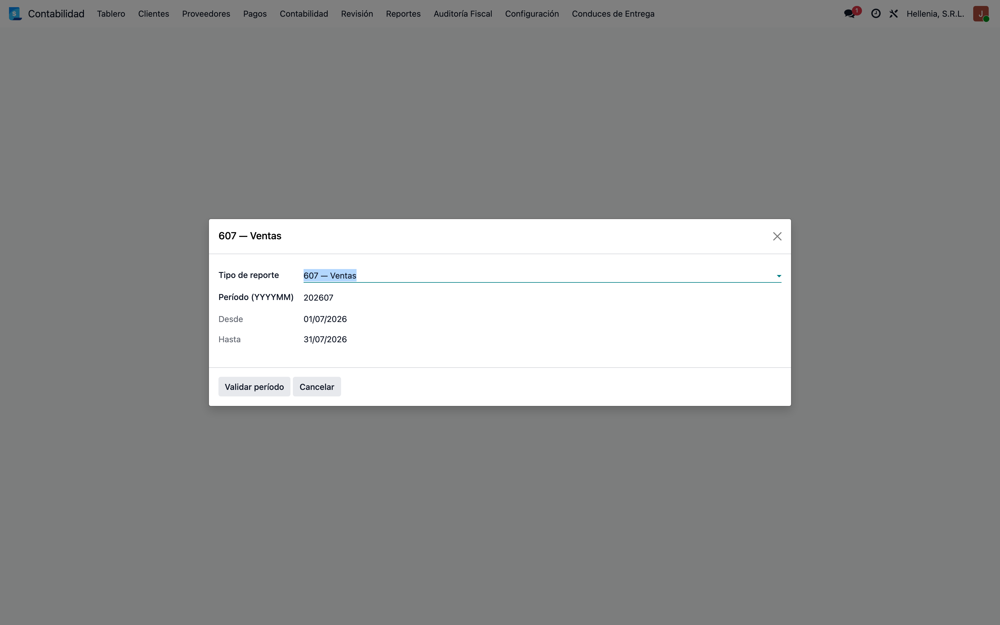 Contabilidad Tablero Clientes Proveedores Pagos Contabilidad Revisión Reportes Auditoría Fiscal Configuración Conduces de Entrega 1 Hellenia, S.R.L. J
607 — Ventas
Tipo de reporte 607 — Ventas
Período (YYYYMM) 202607
Desde 01/07/2026
Hasta 31/07/2026
Validar período Cancelar